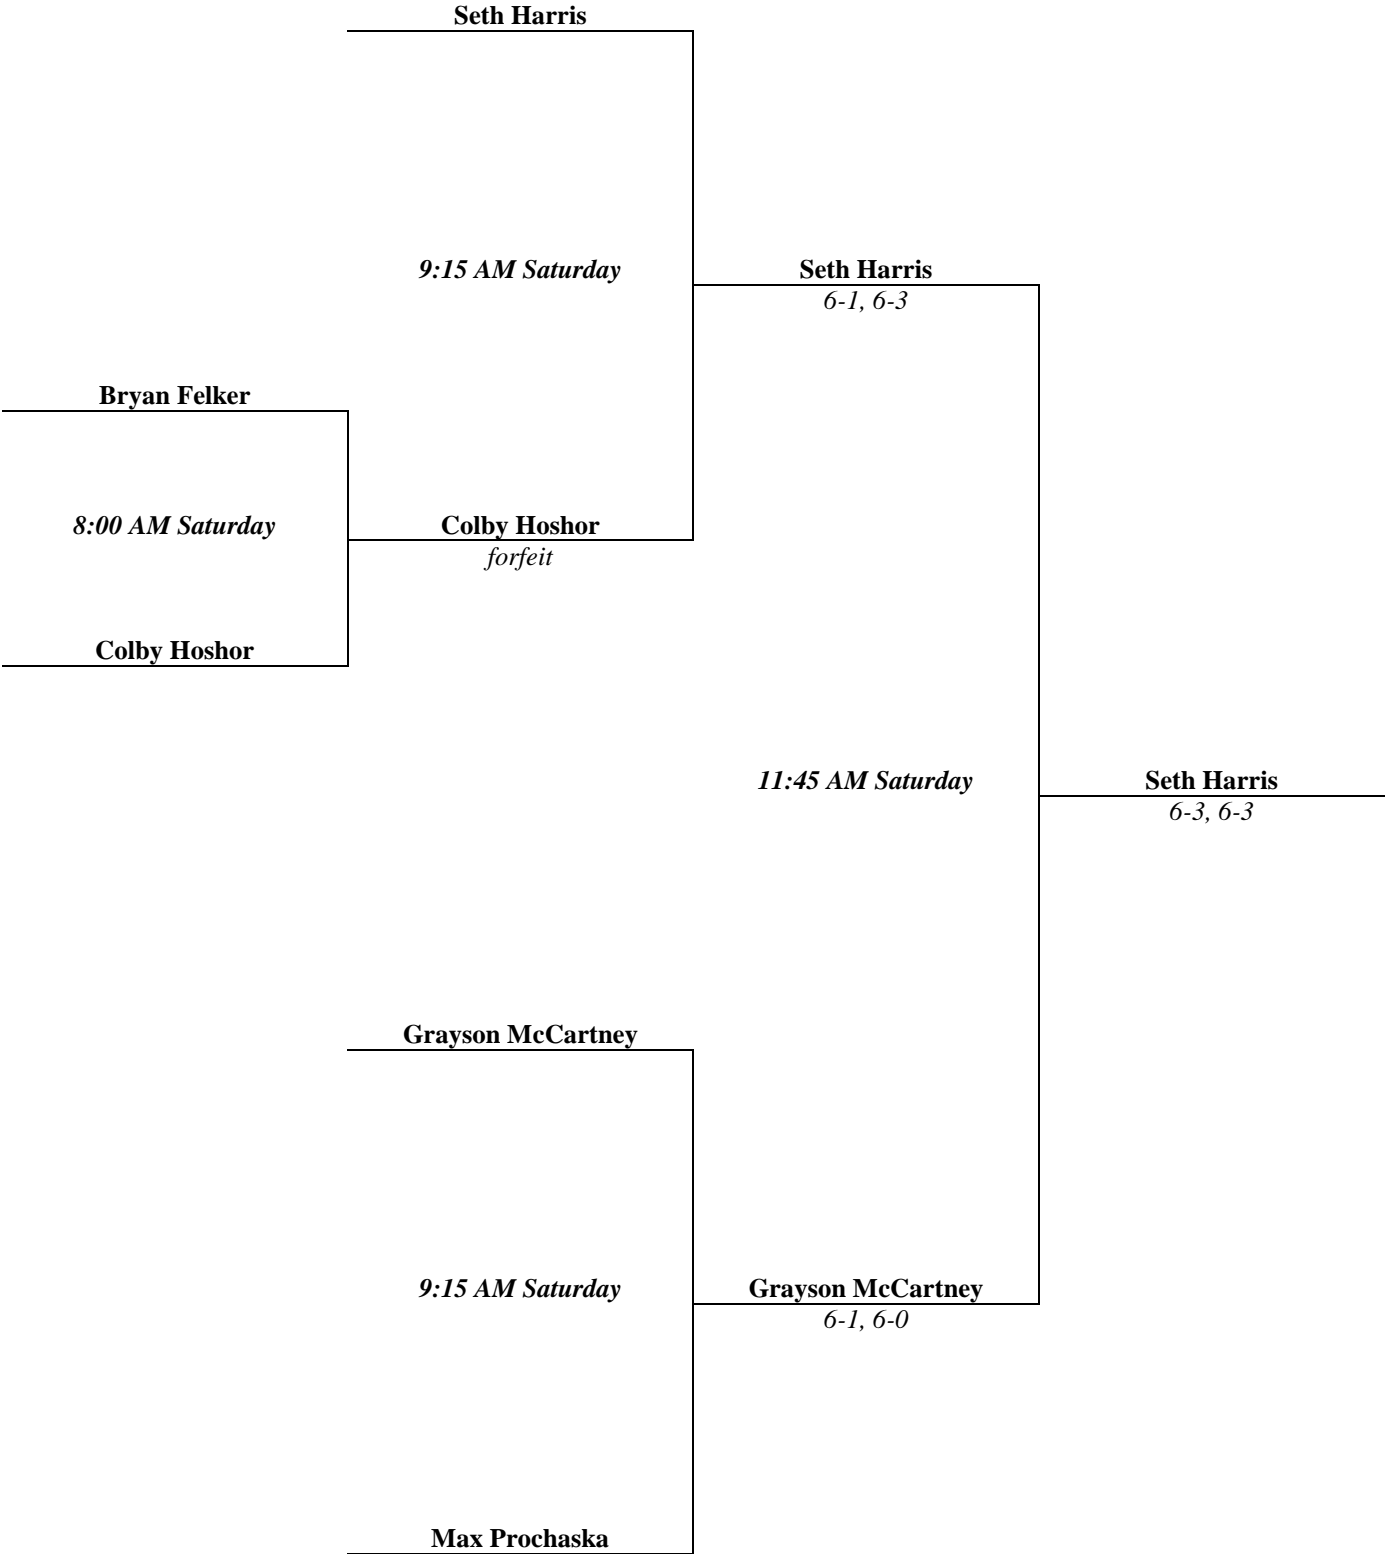 Seth Harris
9:15 AM Saturday
Seth Harris
6-1, 6-3
Bryan Felker
8:00 AM Saturday
Colby Hoshor
forfeit
Colby Hoshor
11:45 AM Saturday
Seth Harris
6-3, 6-3
Grayson McCartney
9:15 AM Saturday
Grayson McCartney
6-1, 6-0
Max Prochaska